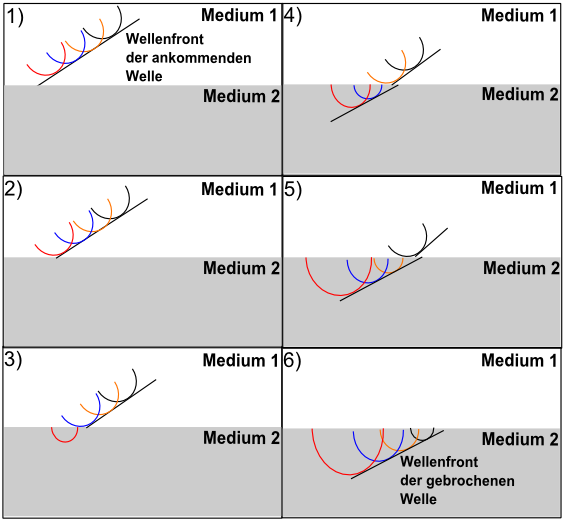 1)
Medium 1
Wellenfront
der ankommenden
Welle
Medium 2
2)
Medium 1
Medium 2
3)
Medium 1
Medium 2
4)
Medium 1
Medium 2
5)
Medium 1
Medium 2
6)
Medium 1
Medium 2
Wellenfront
der gebrochenen
Welle